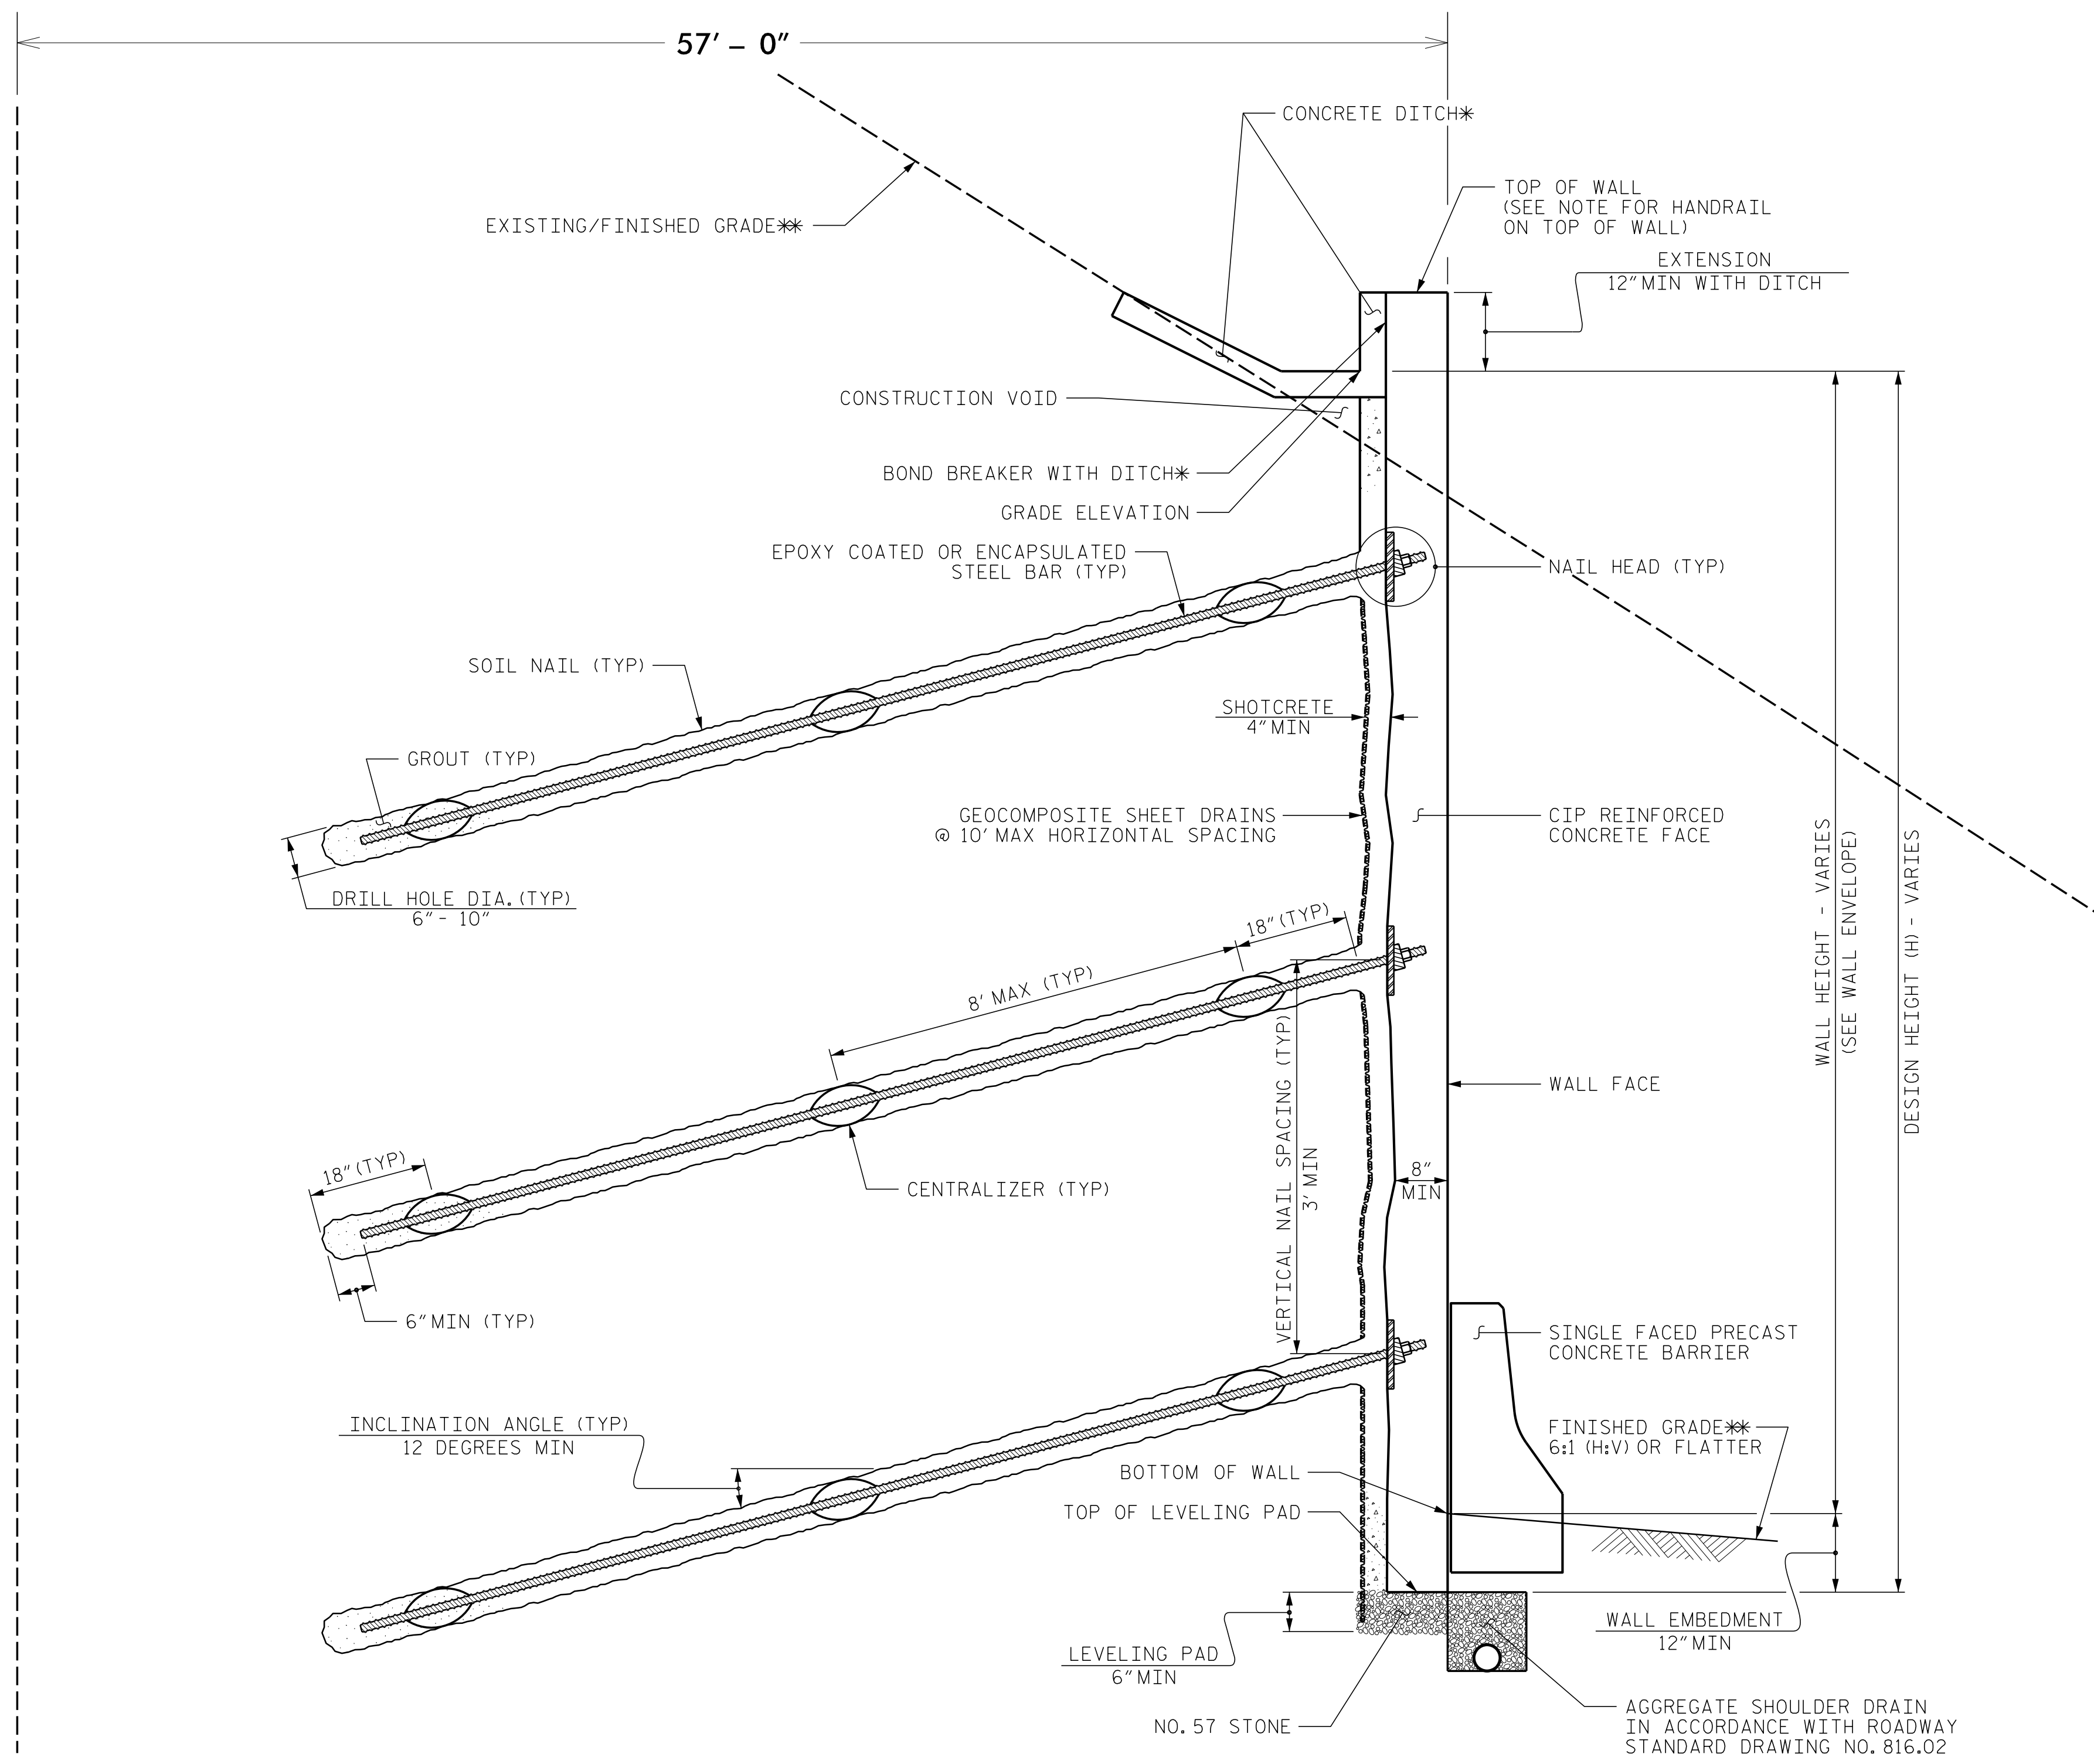 57' – 0"
CONCRETE DITCH*
TOP OF WALL
(SEE NOTE FOR HANDRAIL
ON TOP OF WALL)
EXISTING/FINISHED GRADE**
EXTENSION
12" MIN WITH DITCH
CONSTRUCTION VOID
BOND BREAKER WITH DITCH*
GRADE ELEVATION
EPOXY COATED OR ENCAPSULATED
STEEL BAR (TYP)
NAIL HEAD (TYP)
SOIL NAIL (TYP)
SHOTCRETE
4" MIN
GROUT (TYP)
GEOCOMPOSITE SHEET DRAINS
@ 10' MAX HORIZONTAL SPACING
CIP REINFORCED
CONCRETE FACE
WALL HEIGHT - VARIES
(SEE WALL ENVELOPE)
DESIGN HEIGHT (H) - VARIES
DRILL HOLE DIA. (TYP)
6" - 10"
18" (TYP)
8' MAX (TYP)
VERTICAL NAIL SPACING (TYP)
3' MIN
WALL FACE
18" (TYP)
CENTRALIZER (TYP)
8"
MIN
6" MIN (TYP)
SINGLE FACED PRECAST
CONCRETE BARRIER
INCLINATION ANGLE (TYP)
12 DEGREES MIN
FINISHED GRADE**
6:1 (H:V) OR FLATTER
BOTTOM OF WALL
TOP OF LEVELING PAD
WALL EMBEDMENT
12" MIN
LEVELING PAD
6" MIN
NO. 57 STONE
AGGREGATE SHOULDER DRAIN
IN ACCORDANCE WITH ROADWAY
STANDARD DRAWING NO. 816.02